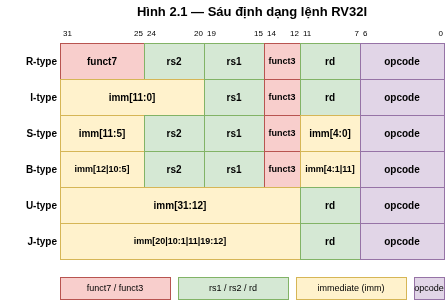 Hình 2.1 — Sáu định dạng lệnh RV32I
31 25 24 20 19 15 14 12 11 7 6 0
R-type funct7 rs2 rs1 funct3 rd opcode
I-type imm[11:0] rs1 funct3 rd opcode
S-type imm[11:5] rs2 rs1 funct3 imm[4:0] opcode
B-type imm[12|10:5] rs2 rs1 funct3 imm[4:1|11] opcode
U-type imm[31:12] rd opcode
J-type imm[20|10:1|11|19:12] rd opcode
funct7 / funct3 rs1 / rs2 / rd immediate (imm) opcode